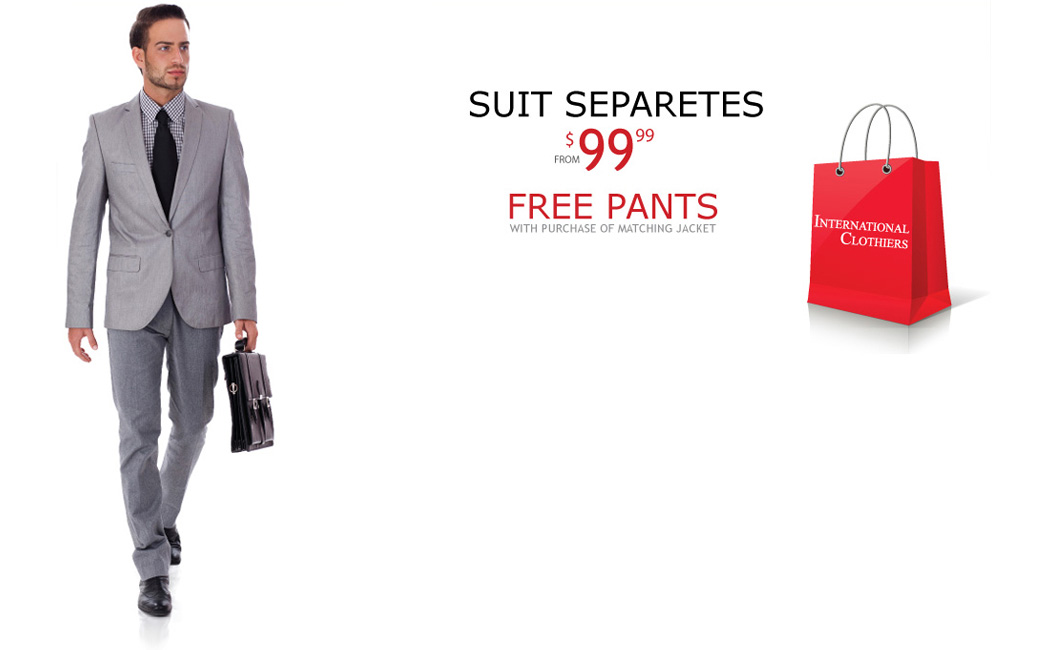 SUIT SEPARETES
FROM $99.99
FREE PANTS
WITH PURCHASE OF MATCHING JACKET
INTERNATIONAL
CLOTHIERS